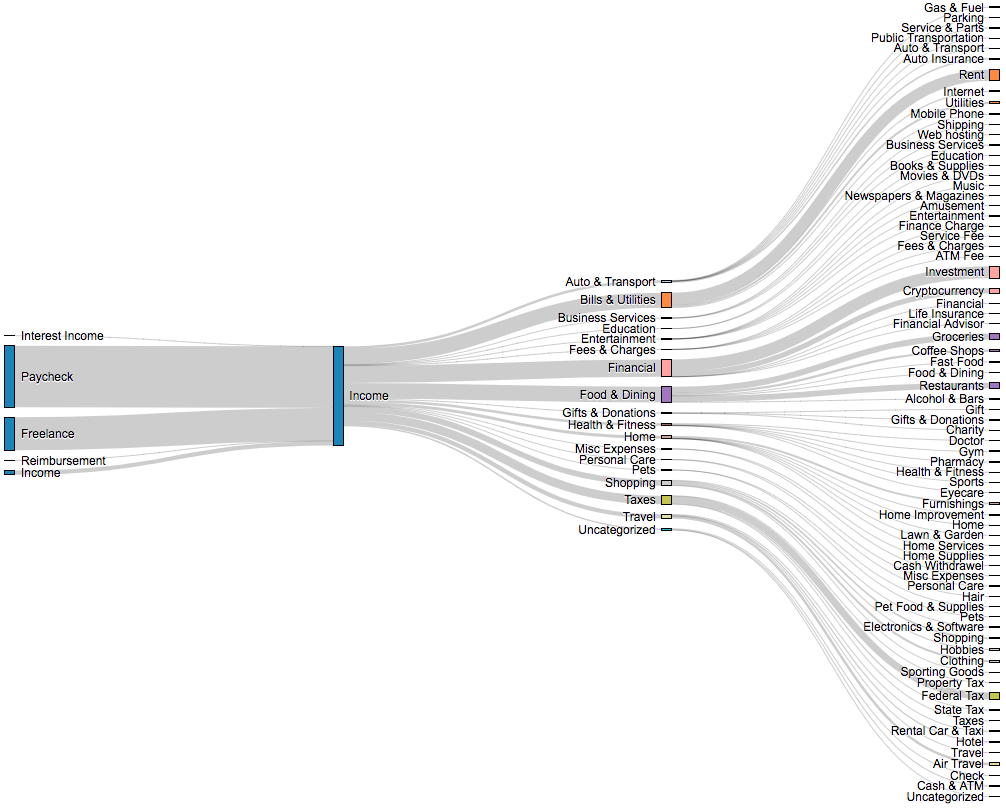 Interest Income
Paycheck
Freelance
Reimbursement
Income
Income
Auto & Transport
Bills & Utilities
Business Services
Education
Entertainment
Fees & Charges
Financial
Food & Dining
Gifts & Donations
Health & Fitness
Home
Misc Expenses
Personal Care
Pets
Shopping
Taxes
Travel
Uncategorized
Gas & Fuel
Parking
Service & Parts
Public Transportation
Auto & Transport
Auto Insurance
Rent
Internet
Utilities
Mobile Phone
Shipping
Web hosting
Business Services
Education
Books & Supplies
Movies & DVDs
Music
Newspapers & Magazines
Amusement
Entertainment
Finance Charge
Service Fee
Fees & Charges
ATM Fee
Investment
Cryptocurrency
Financial
Life Insurance
Financial Advisor
Groceries
Coffee Shops
Fast Food
Food & Dining
Restaurants
Alcohol & Bars
Gift
Gifts & Donations
Charity
Doctor
Gym
Pharmacy
Health & Fitness
Sports
Eyecare
Furnishings
Home Improvement
Home
Lawn & Garden
Home Services
Home Supplies
Cash Withdrawel
Misc Expenses
Personal Care
Hair
Pet Food & Supplies
Pets
Electronics & Software
Shopping
Hobbies
Clothing
Sporting Goods
Property Tax
Federal Tax
State Tax
Taxes
Rental Car & Taxi
Hotel
Travel
Air Travel
Check
Cash & ATM
Uncategorized